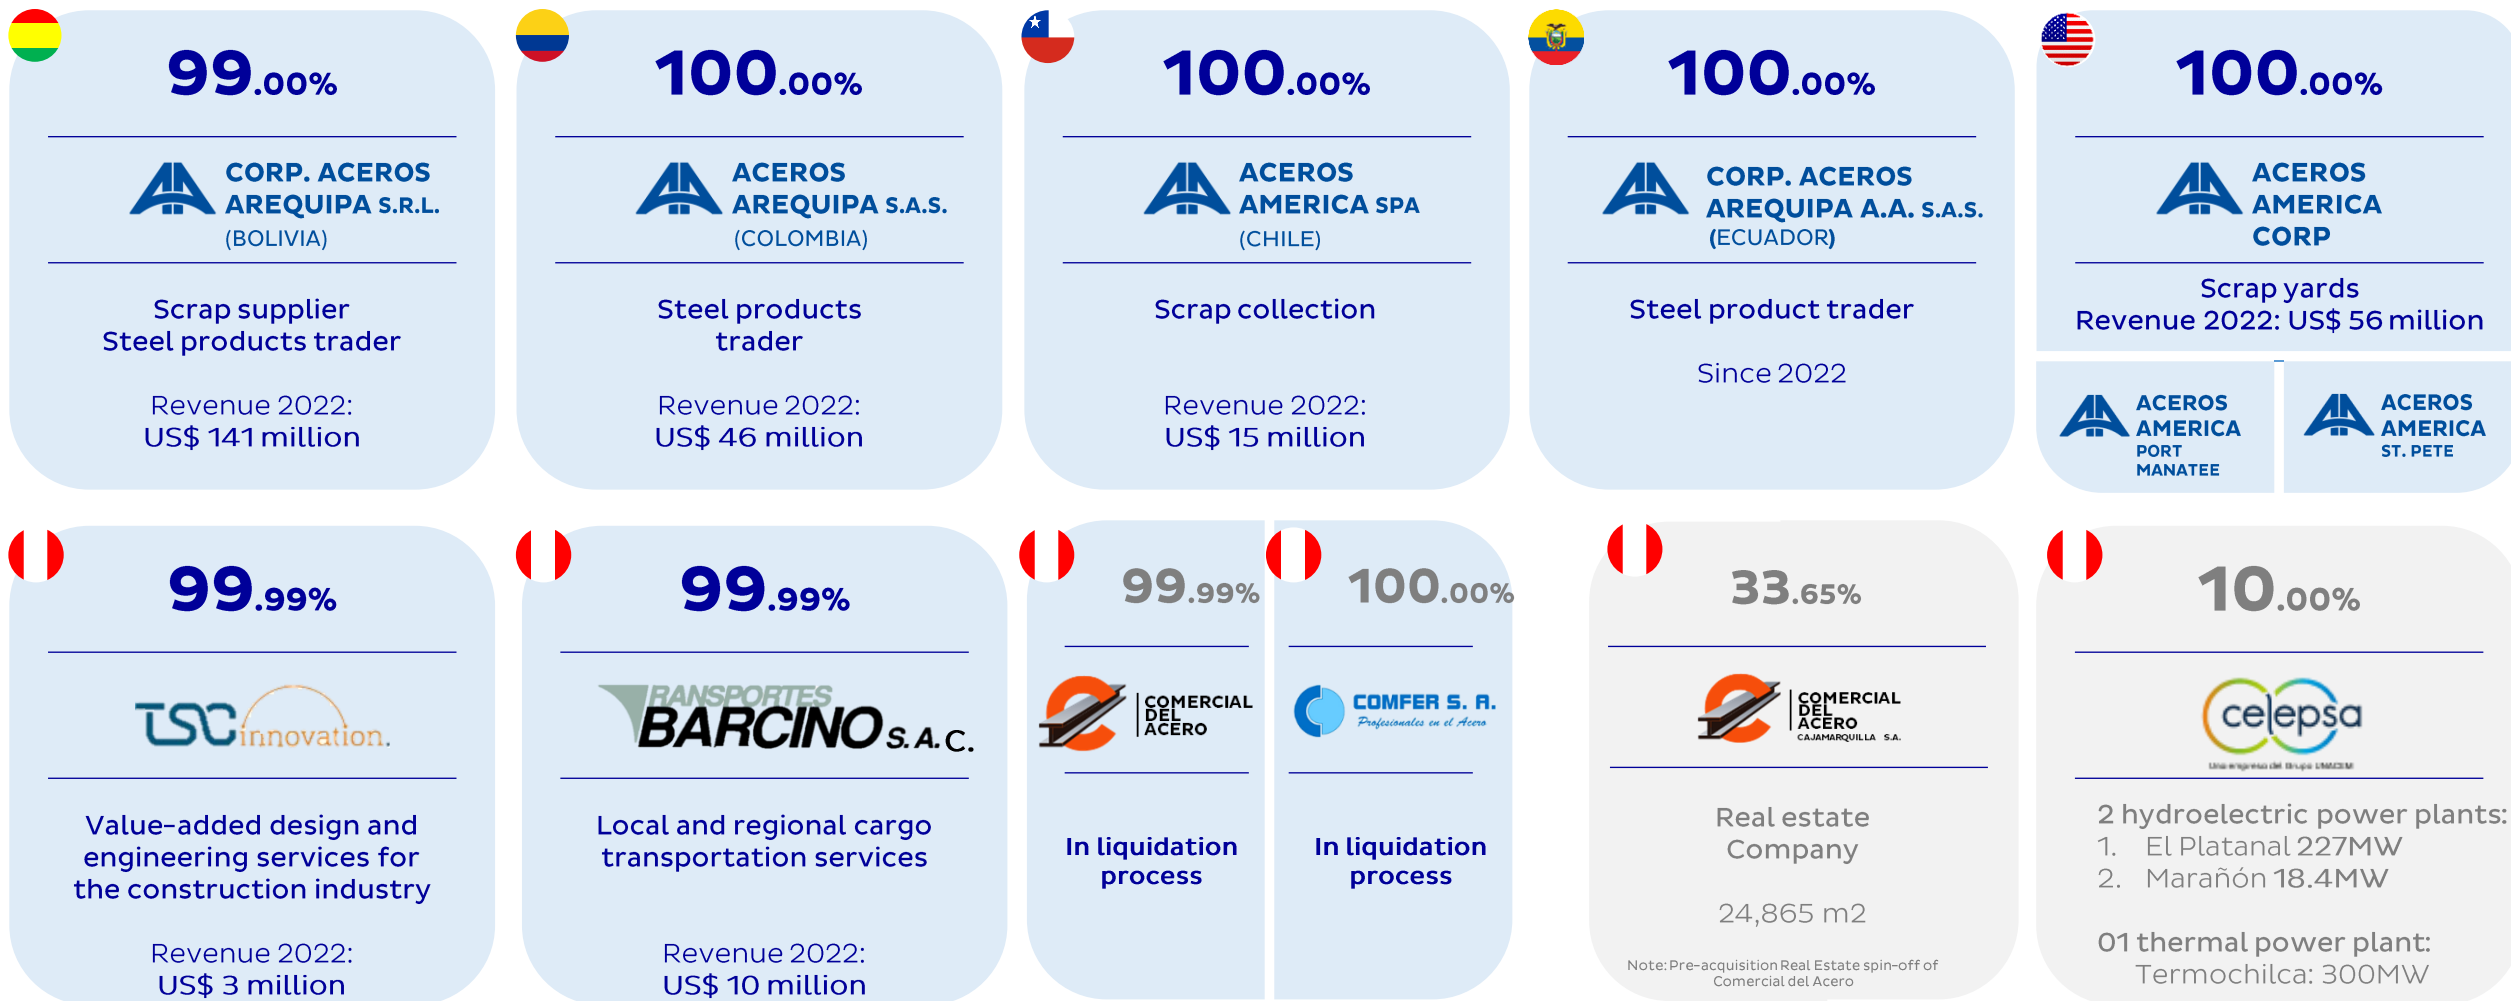 99.00%
CORP. ACEROS
AREQUIPA S.R.L.
(BOLIVIA)
Scrap supplier
Steel products trader
Revenue 2022:
US$ 141 million
100.00%
ACEROS
AREQUIPA S.A.S.
(COLOMBIA)
Steel products
trader
Revenue 2022:
US$ 46 million
100.00%
ACEROS
AMERICA SPA
(CHILE)
Scrap collection
Revenue 2022:
US$ 15 million
100.00%
CORP. ACEROS
AREQUIPA A.A. S.A.S.
(ECUADOR)
Steel product trader
Since 2022
100.00%
ACEROS
AMERICA
CORP
Scrap yards
Revenue 2022: US$ 56 million
ACEROS
AMERICA
PORT
MANATEE
ACEROS
AMERICA
ST. PETE
99.99%
TSC innovation.
Value-added design and
engineering services for
the construction industry
Revenue 2022:
US$ 3 million
99.99%
TRANSPORTES
BARCINO S.A.C.
Local and regional cargo
transportation services
Revenue 2022:
US$ 10 million
99.99%
COMERCIAL
DEL
ACERO
In liquidation
process
100.00%
COMFER S. A.
Profesionales en el Acero
In liquidation
process
33.65%
COMERCIAL
DEL
ACERO
CAJAMARQUILLA S.A.
Real estate
Company
24,865 m2
Note: Pre-acquisition Real Estate spin-off of
Comercial del Acero
10.00%
celepsa
Una empresa del Grupo UNACEM
2 hydroelectric power plants:
1. El Platanal 227MW
2. Marañón 18.4MW
01 thermal power plant:
Termochilca: 300MW